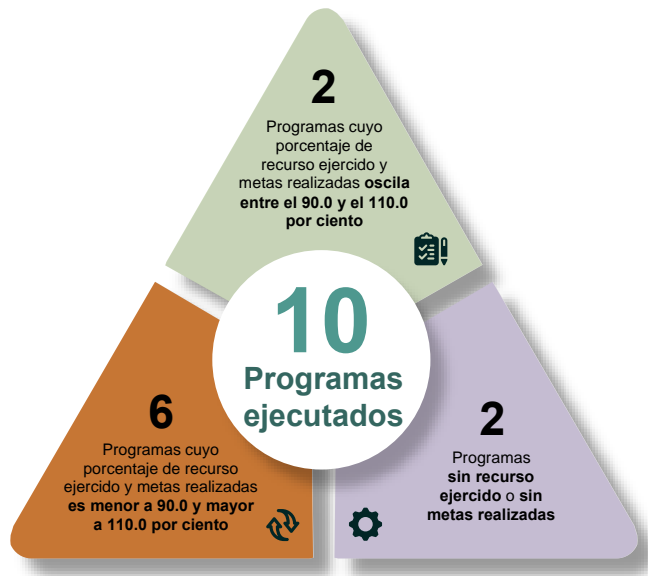 2
Programas cuyo
porcentaje de
recurso ejercido y
metas realizadas oscila
entre el 90.0 y el 110.0
por ciento
10
Programas
ejecutados
6
Programas cuyo
porcentaje de recurso
ejercido y metas realizadas
es menor a 90.0 y mayor
a 110.0 por ciento
2
Programas
sin recurso
ejercido o sin
metas realizadas